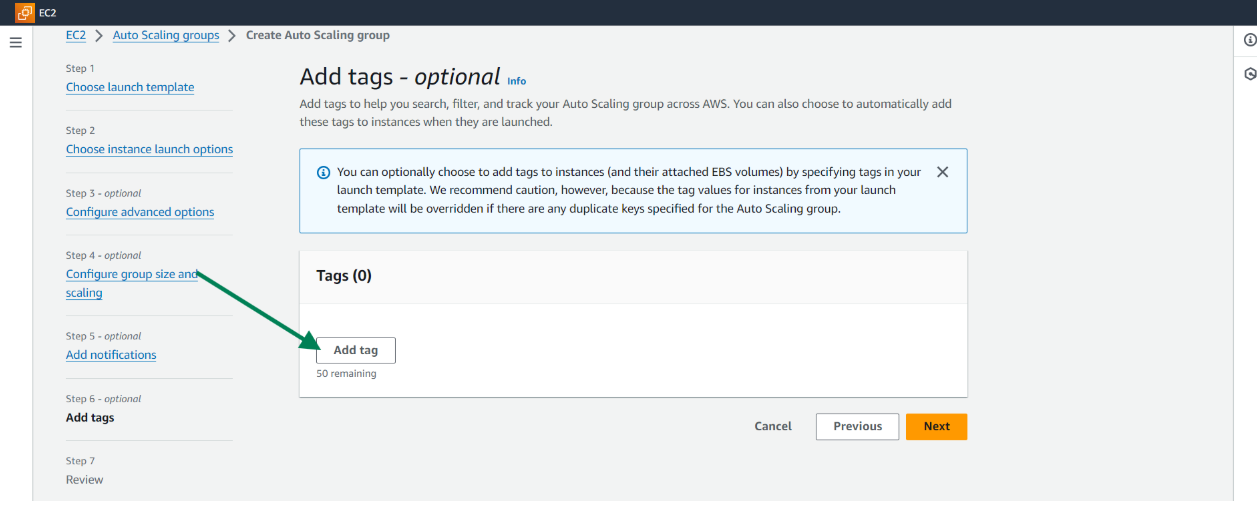 EC2
EC2 > Auto Scaling groups > Create Auto Scaling group
Step 1
Choose launch template
Step 2
Choose instance launch options
Step 3 - optional
Configure advanced options
Step 4 - optional
Configure group size and
scaling
Step 5 - optional
Add notifications
Step 6 - optional
Add tags
Step 7
Review
Add tags - optional Info
Add tags to help you search, filter, and track your Auto Scaling group across AWS. You can also choose to automatically add
these tags to instances when they are launched.
You can optionally choose to add tags to instances (and their attached EBS volumes) by specifying tags in your
launch template. We recommend caution, however, because the tag values for instances from your launch
template will be overridden if there are any duplicate keys specified for the Auto Scaling group.
Tags (0)
Add tag
50 remaining
Cancel Previous Next